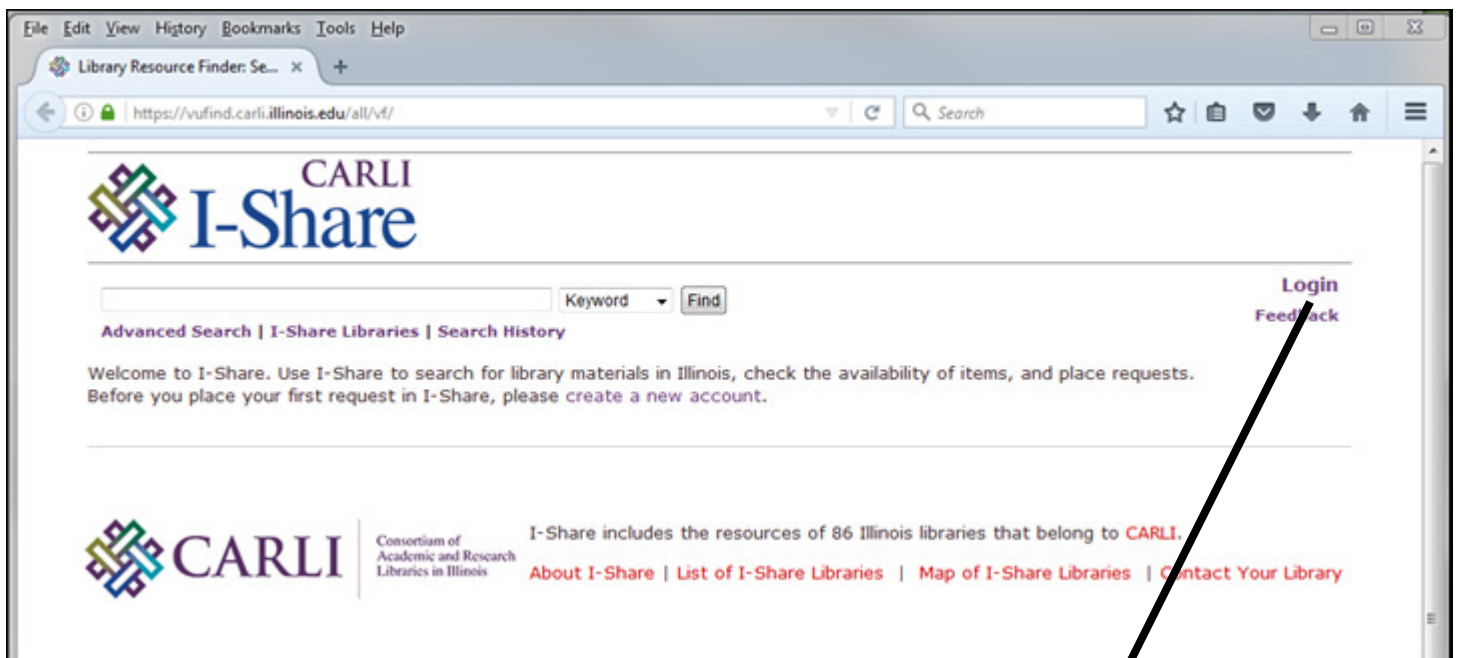 File Edit View History Bookmarks Tools Help
Library Resource Finder: Se...
https://vufind.carli.illinois.edu/all/vf/
Search
CARLI
I-Share
Login
Keyword Find
Feedback
Advanced Search | I-Share Libraries | Search History
Welcome to I-Share. Use I-Share to search for library materials in Illinois, check the availability of items, and place requests.
Before you place your first request in I-Share, please create a new account.
CARLI
Consortium of
Academic and Research
Libraries in Illinois
I-Share includes the resources of 86 Illinois libraries that belong to CARLI.
About I-Share | List of I-Share Libraries | Map of I-Share Libraries | Contact Your Library